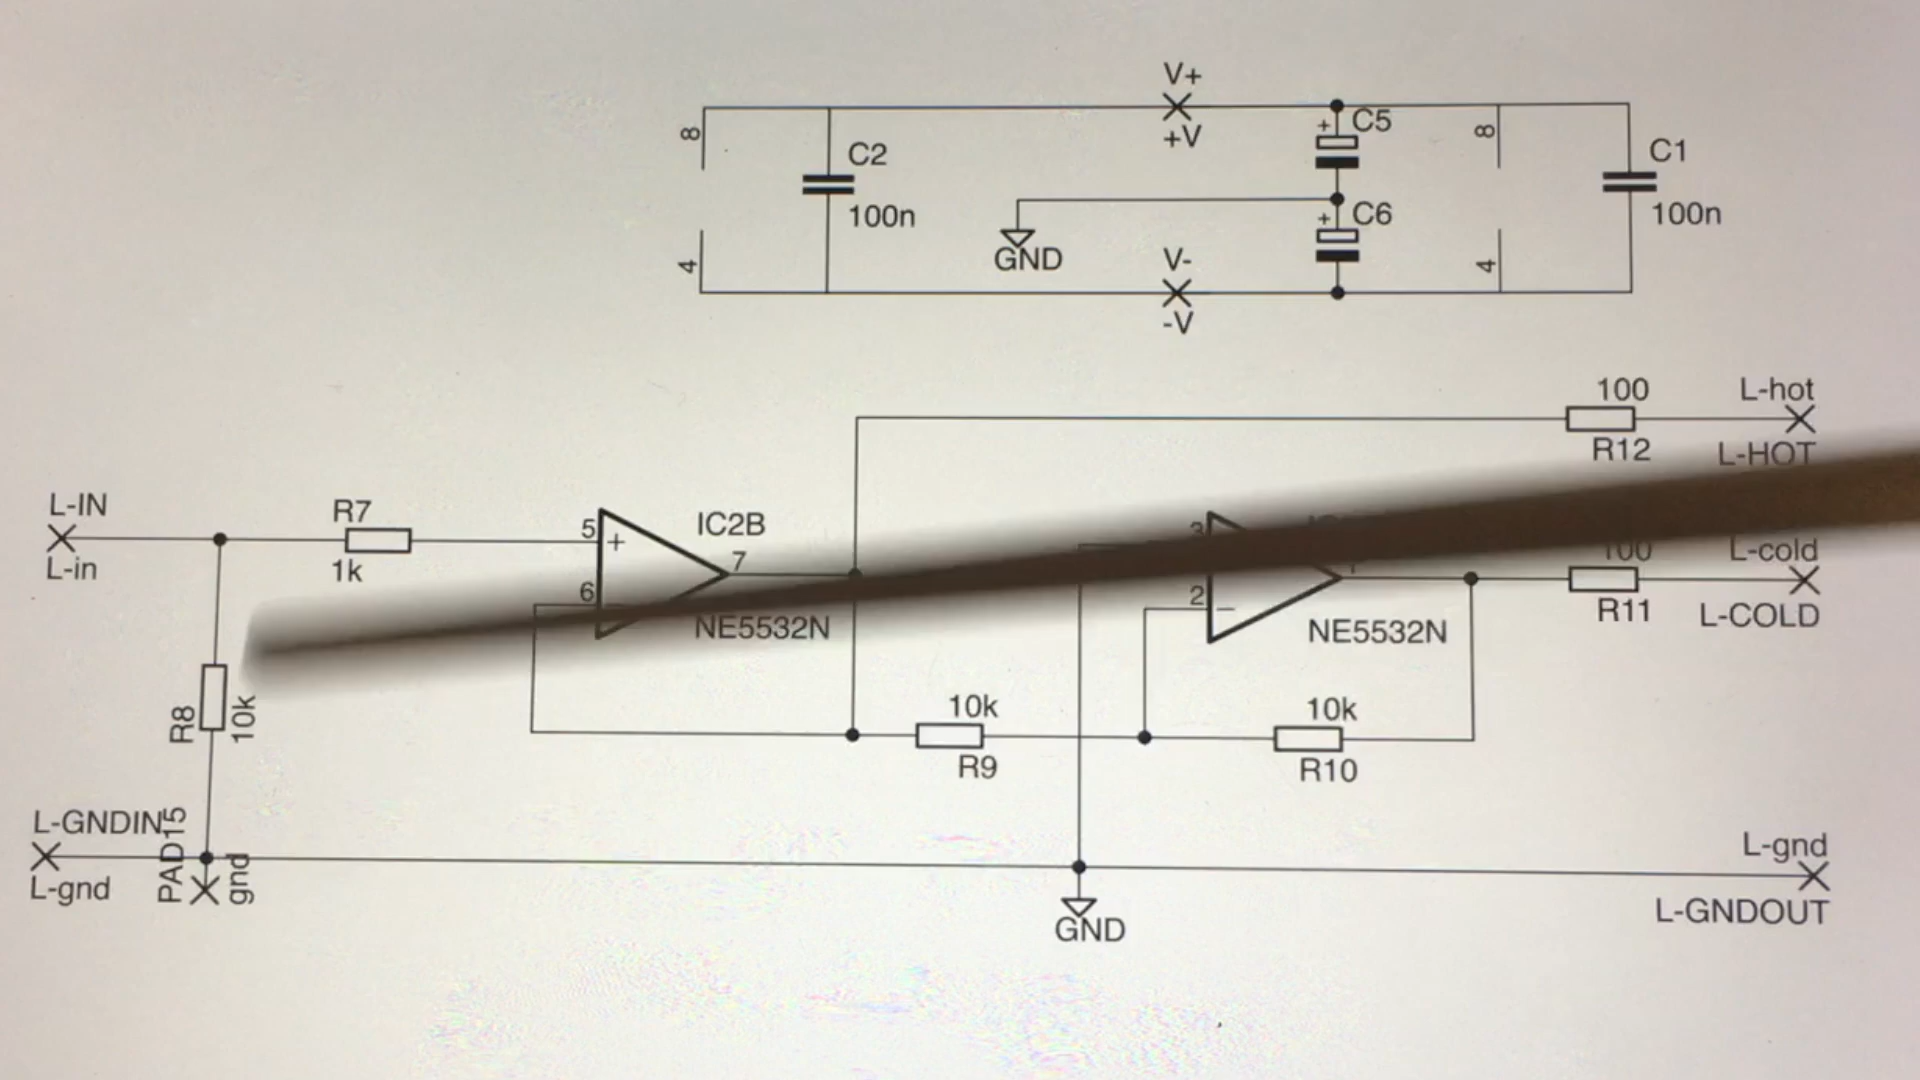 V+
+V
8
C2
100n
4
GND
V-
-V
+
C5
+
C6
8
4
C1
100n
100
R12
L-hot
L-HOT
L-IN
L-in
R7
1k
5
+
6
IC2B
7
NE5532N
3
2
−
NE5532N
100
R11
L-cold
L-COLD
R8
10k
10k
R9
10k
R10
L-GNDIN
L-gnd
PAD15
gnd
GND
L-gnd
L-GNDOUT